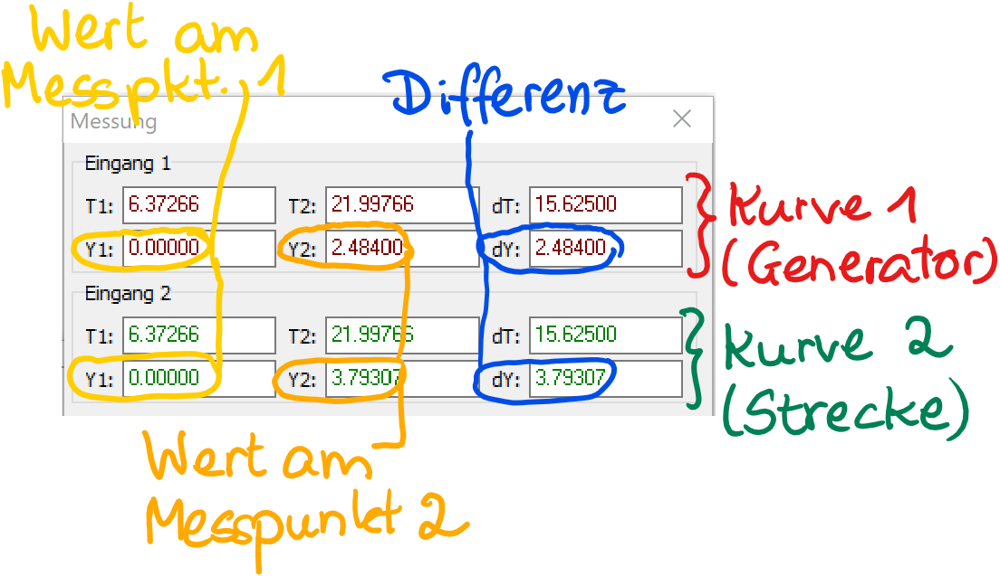 Wert am
Messpkt. 1
Differenz
Messung
Eingang 1
T1: 6.37266 T2: 21.99766 dT: 15.62500
Y1: 0.00000 Y2: 2.48400 dY: 2.48400
Kurve 1
(Generator)
Eingang 2
T1: 6.37266 T2: 21.99766 dT: 15.62500
Y1: 0.00000 Y2: 3.79307 dY: 3.79307
Kurve 2
(Strecke)
Wert am
Messpunkt 2